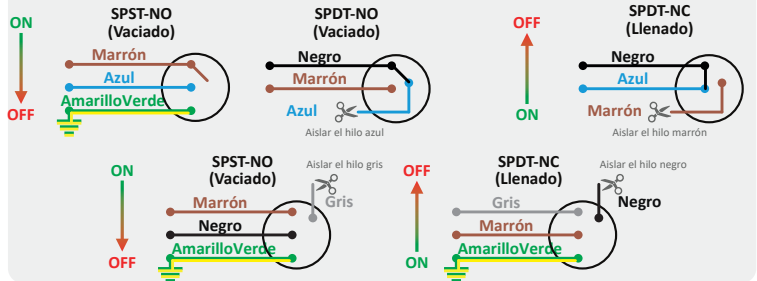 SPST-NO
(Vaciado)
ON
OFF
Marrón
Azul
AmarilloVerde
SPDT-NO
(Vaciado)
Negro
Marrón
Azul
Aislar el hilo azul
SPDT-NC
(Llenado)
OFF
ON
Negro
Azul
Marrón
Aislar el hilo marrón
SPST-NO
(Vaciado)
ON
OFF
Aislar el hilo gris
Marrón
Gris
Negro
AmarilloVerde
SPDT-NC
(Llenado)
OFF
ON
Aislar el hilo negro
Gris
Negro
Marrón
AmarilloVerde